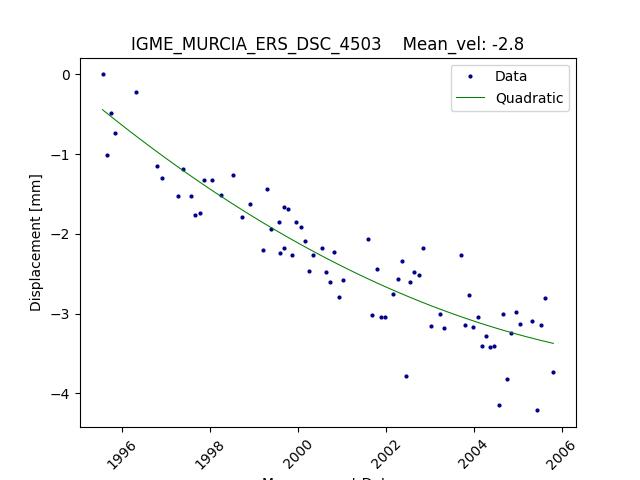 IGME_MURCIA_ERS_DSC_4503    Mean_vel: -2.8
Data
Quadratic
Displacement [mm]
0
−1
−2
−3
−4
1996
1998
2000
2002
2004
2006